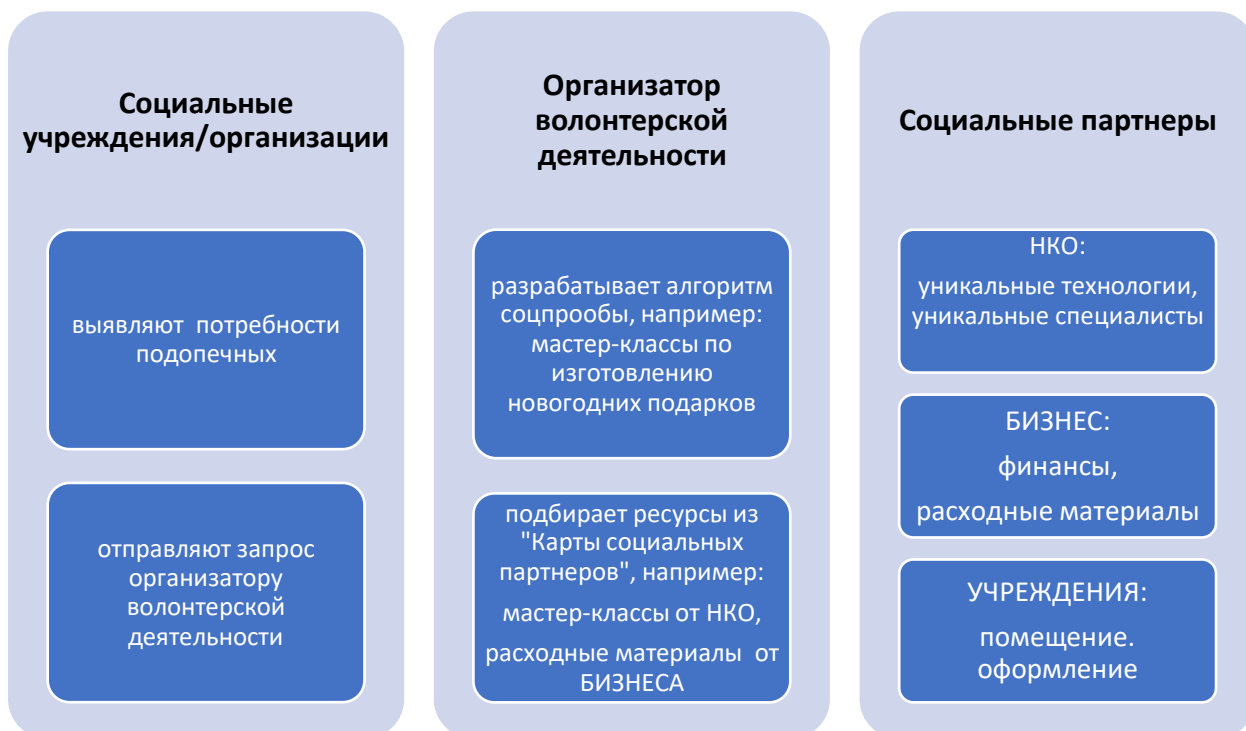 Социальные
учреждения/организации
выявляют потребности
подопечных
отправляют запрос
организатору
волонтерской
деятельности
Организатор
волонтерской
деятельности
разрабатывает алгоритм
соцпрообы, например:
мастер-классы по
изготовлению
новогодних подарков
подбирает ресурсы из
"Карты социальных
партнеров", например:
мастер-классы от НКО,
расходные материалы от
БИЗНЕСА
Социальные партнеры
НКО:
уникальные технологии,
уникальные специалисты
БИЗНЕС:
финансы,
расходные материалы
УЧРЕЖДЕНИЯ:
помещение.
оформление